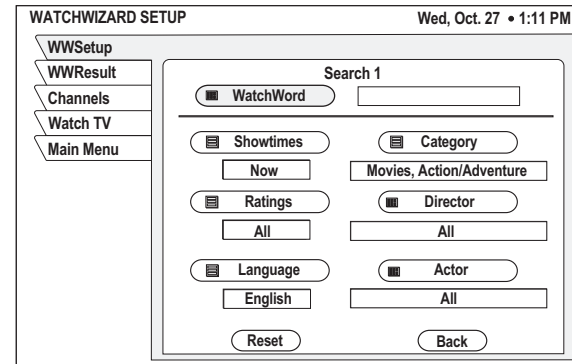 WATCHWIZARD SETUP Wed, Oct. 27 • 1:11 PM
WWSetup
WWResult
Channels
Watch TV
Main Menu
Search 1
WatchWord
Showtimes Category
Now Movies, Action/Adventure
Ratings Director
All All
Language Actor
English All
Reset Back